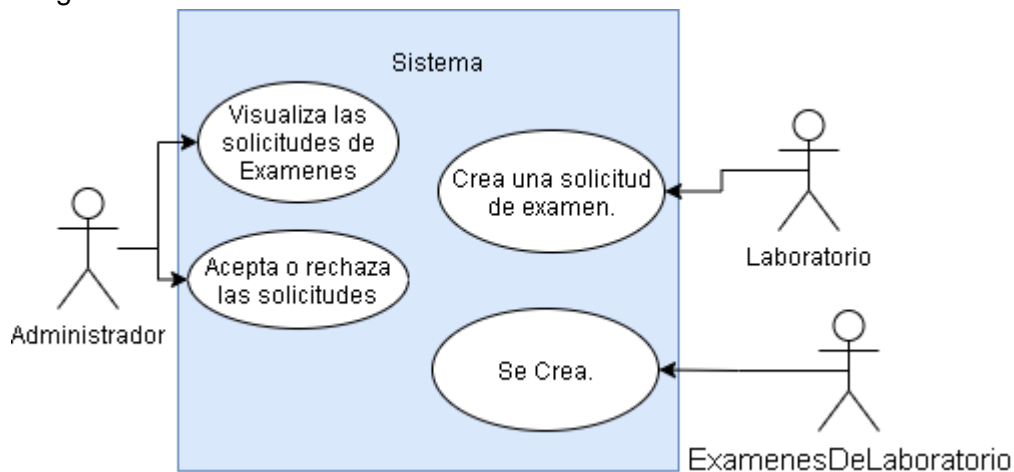 Sistema
Visualiza las
solicitudes de
Examenes
Crea una solicitud
de examen.
Laboratorio
Acepta o rechaza
las solicitudes
Administrador
Se Crea.
ExamenesDeLaboratorio